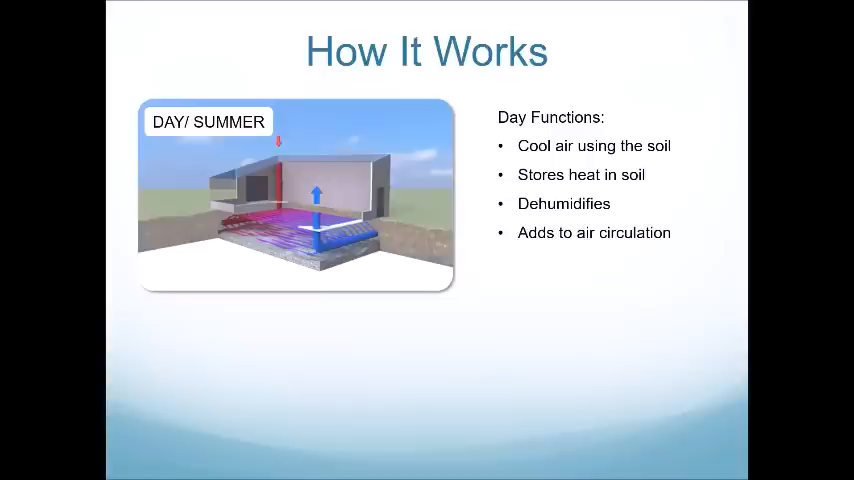 How It Works
DAY/ SUMMER
Day Functions:
• Cool air using the soil
• Stores heat in soil
• Dehumidifies
• Adds to air circulation